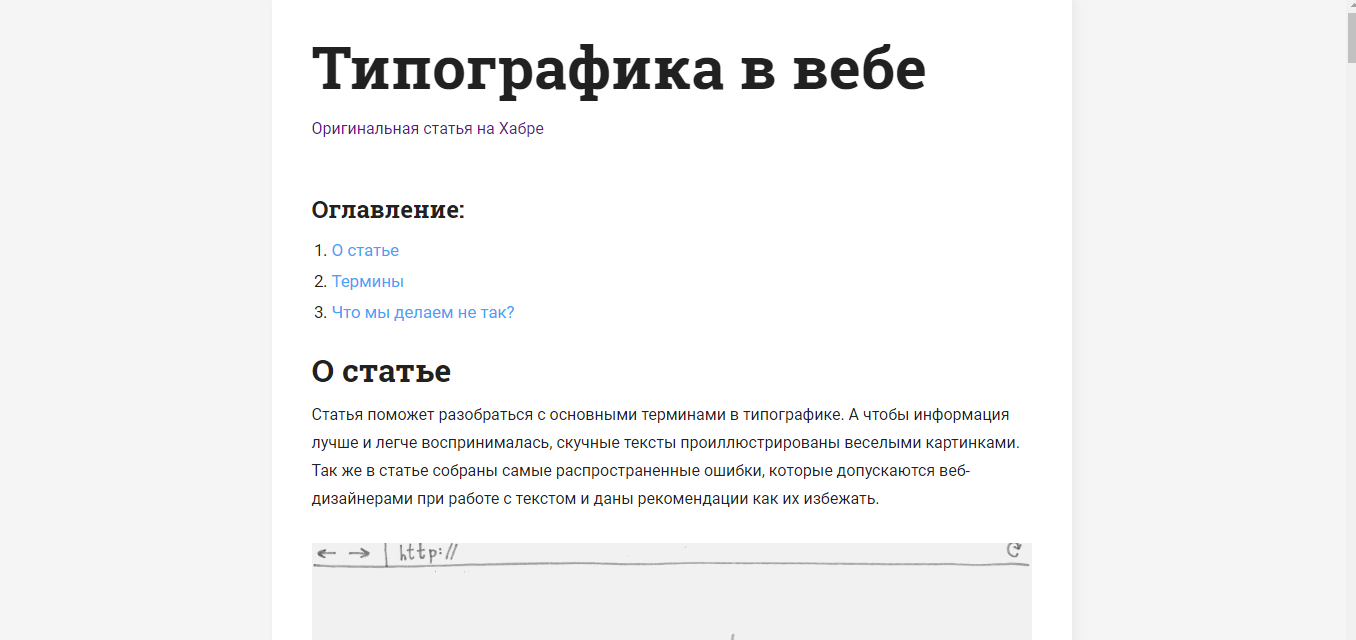 Типографика в вебе
Оригинальная статья на Хабре
Оглавление:
1. О статье
2. Термины
3. Что мы делаем не так?
О статье
Статья поможет разобраться с основными терминами в типографике. А чтобы информация
лучше и легче воспринималась, скучные тексты проиллюстрированы веселыми картинками.
Так же в статье собраны самые распространенные ошибки, которые допускаются веб-
дизайнерами при работе с текстом и даны рекомендации как их избежать.
http://